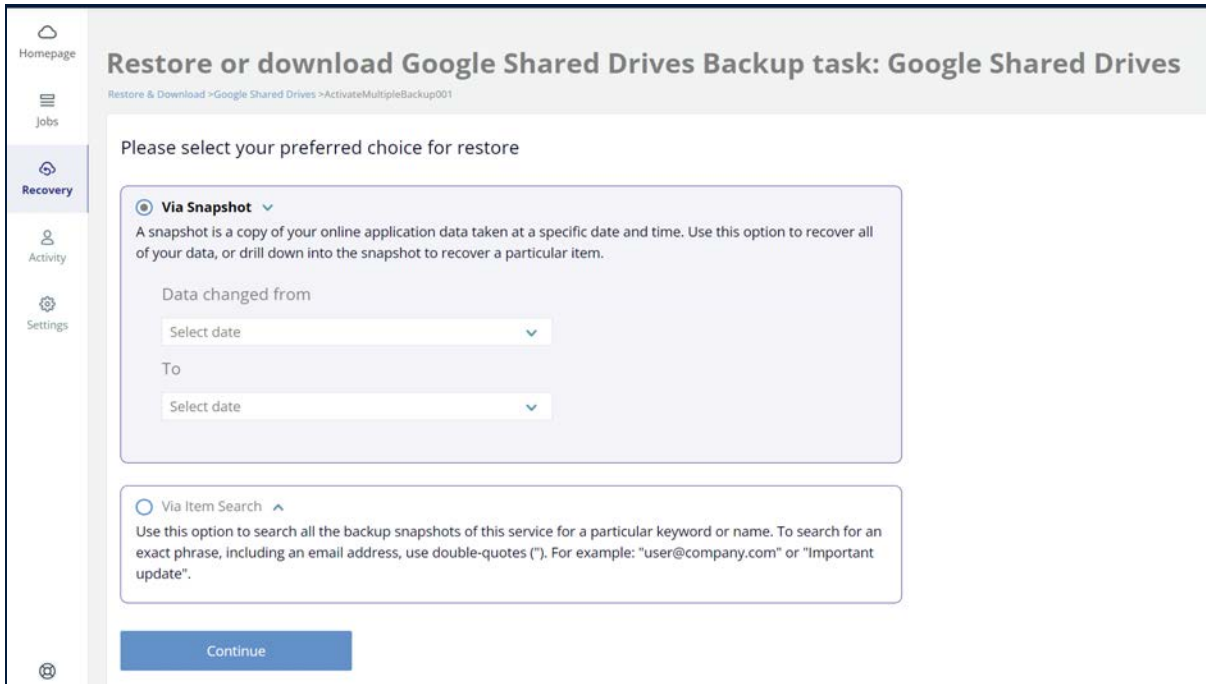 Homepage
Jobs
Recovery
Activity
Settings
Restore or download Google Shared Drives Backup task: Google Shared Drives
Restore & Download >Google Shared Drives >ActivateMultipleBackup001
Please select your preferred choice for restore
Via Snapshot
A snapshot is a copy of your online application data taken at a specific date and time. Use this option to recover all
of your data, or drill down into the snapshot to recover a particular item.
Data changed from
Select date
To
Select date
Via Item Search
Use this option to search all the backup snapshots of this service for a particular keyword or name. To search for an
exact phrase, including an email address, use double-quotes ("). For example: "user@company.com" or "Important
update".
Continue